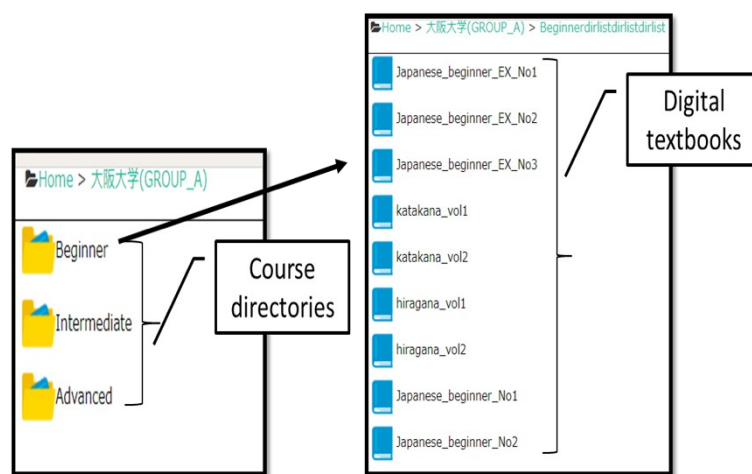 Home > 大阪大学(GROUP_A)
Beginner
Intermediate
Advanced
Course
directories
Home > 大阪大学(GROUP_A) > Beginnerdirlistdirlistdirlist
Japanese_beginner_EX_No1
Japanese_beginner_EX_No2
Japanese_beginner_EX_No3
katakana_vol1
katakana_vol2
hiragana_vol1
hiragana_vol2
Japanese_beginner_No1
Japanese_beginner_No2
Digital
textbooks